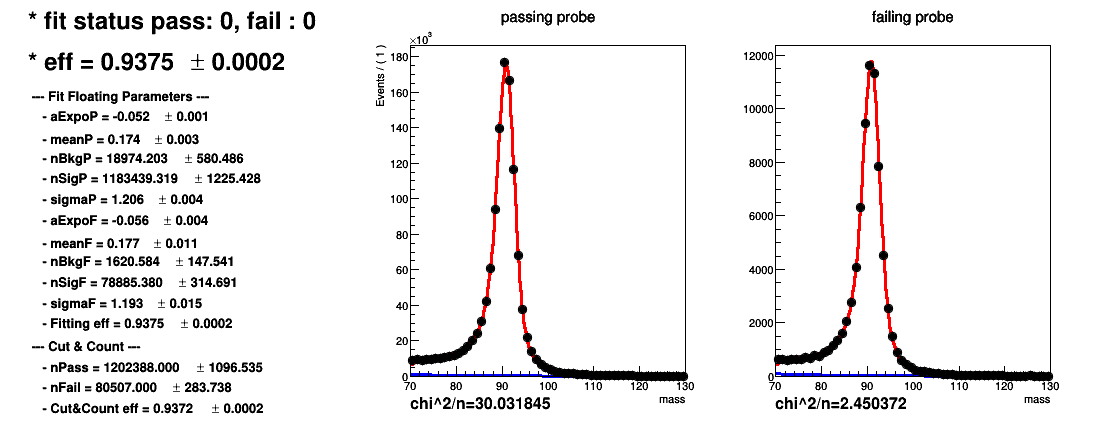 * fit status pass: 0, fail : 0
* eff = 0.9375 ± 0.0002
--- Fit Floating Parameters ---
- aExpoP = -0.052 ± 0.001
- meanP = 0.174 ± 0.003
- nBkgP = 18974.203 ± 580.486
- nSigP = 1183439.319 ± 1225.428
- sigmaP = 1.206 ± 0.004
- aExpoF = -0.056 ± 0.004
- meanF = 0.177 ± 0.011
- nBkgF = 1620.584 ± 147.541
- nSigF = 78885.380 ± 314.691
- sigmaF = 1.193 ± 0.015
- Fitting eff = 0.9375 ± 0.0002
--- Cut & Count ---
- nPass = 1202388.000 ± 1096.535
- nFail = 80507.000 ± 283.738
- Cut&Count eff = 0.9372 ± 0.0002
passing probe
×10³
Events / ( 1 )
180
160
140
120
100
80
60
40
20
0
70 80 90 100 110 120 130
mass
chi^2/n=30.031845
failing probe
12000
10000
8000
6000
4000
2000
0
70 80 90 100 110 120 130
mass
chi^2/n=2.450372